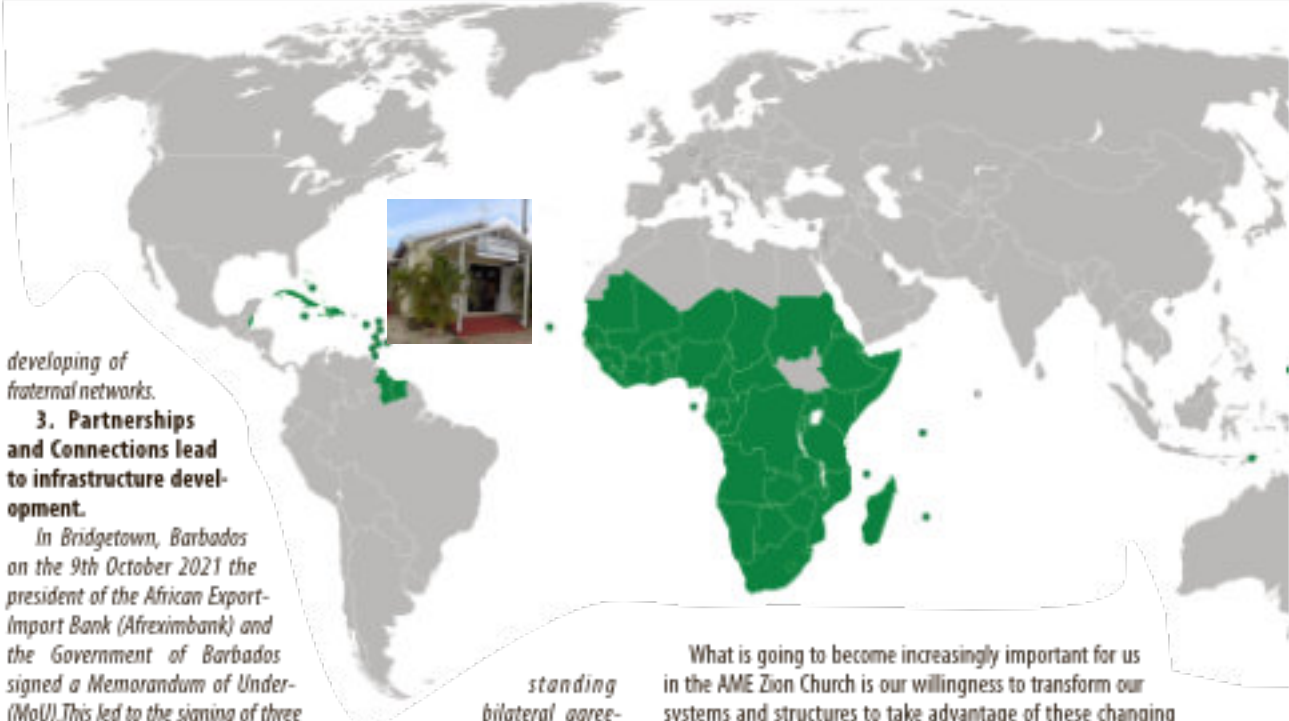 developing of
fraternal networks.
3. Partnerships
and Connections lead
to infrastructure devel-
opment.
In Bridgetown, Barbados
on the 9th October 2021 the
president of the African Export-
Import Bank (Afreximbank) and
the Government of Barbados
signed a Memorandum of Under-
(MoU).This led to the signing of three
standing
bilateral agree-
What is going to become increasingly important for us
in the AME Zion Church is our willingness to transform our
systems and structures to take advantage of these changing